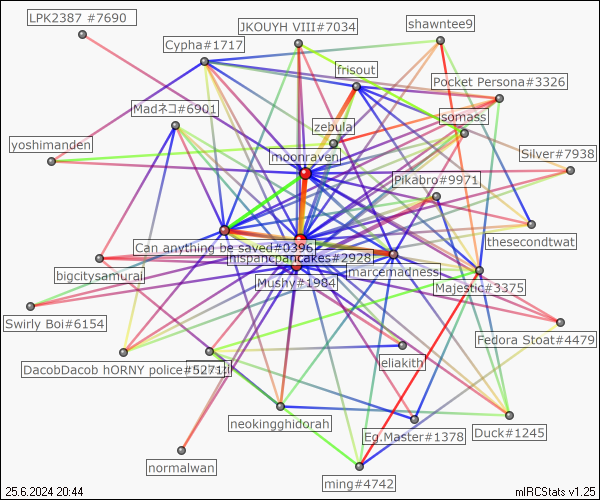 LPK2387 #7690
JKOUYH VIII#7034
shawntee9
Cypha#1717
frisout
Pocket Persona#3326
Madネコ#6901
somass
zebula
yoshimanden
moonraven
Silver#7938
Pikabro#9971
thesecondtwat
Can anything be saved#0396
hispancpancakes#2928
marcemadness
bigcitysamurai
Mushy#1984
Majestic#3375
Swirly Boi#6154
Fedora Stoat#4479
DacobDacob hORNY police#5271
eliakith
neokingghidorah
Eg.Master#1378
Duck#1245
normalwan
ming#4742
25.6.2024 20:44
mIRCStats v1.25